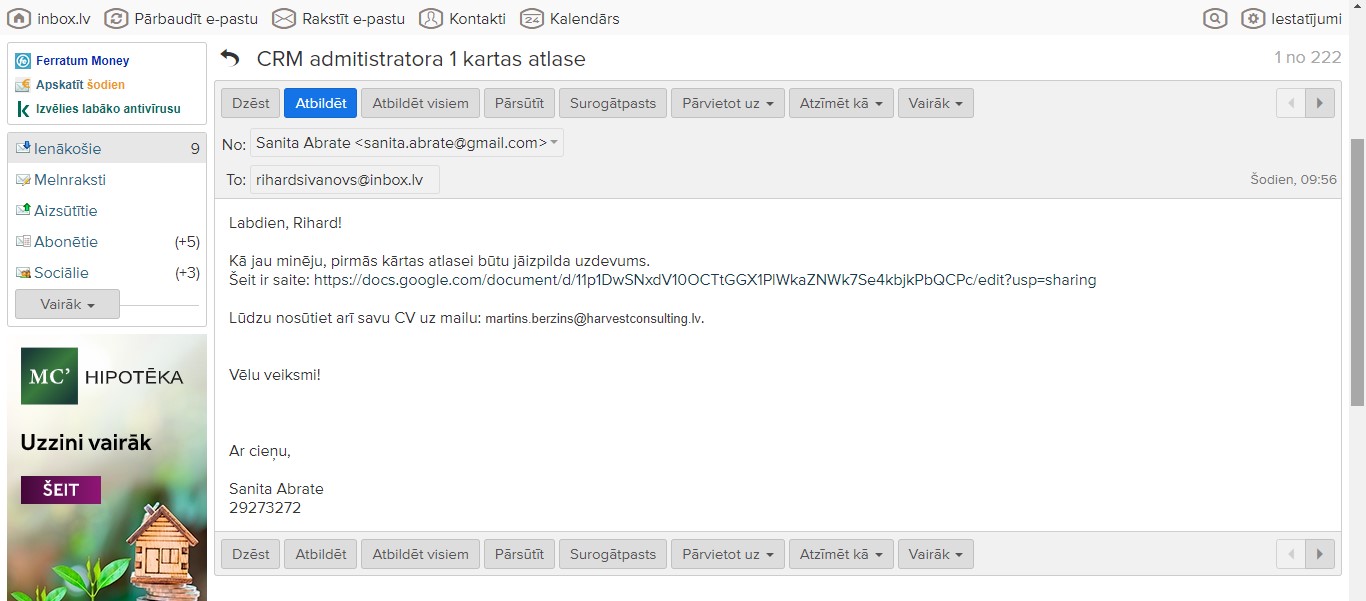 inbox.lv Pārbaudīt e-pastu Rakstīt e-pastu Kontakti 24 Kalendārs Iestatījumi
Ferratum Money
Apskatīt šodien
Izvēlies labāko antivīrusu
Ienākošie 9
Melnraksti
Aizsūtītie
Abonētie (+5)
Sociālie (+3)
Vairāk
MC’ HIPOTĒKA
Uzzini vairāk
ŠEIT
CRM admitistratora 1 kartas atlase 1 no 222
Dzēst Atbildēt Atbildēt visiem Pārsūtīt Surogātpasts Pārvietot uz Atzīmēt kā Vairāk
No: Sanita Abrate <sanita.abrate@gmail.com>
To: rihardsivanovs@inbox.lv Šodien, 09:56
Labdien, Rihard!
Kā jau minēju, pirmās kārtas atlasei būtu jāizpilda uzdevums.
Šeit ir saite: https://docs.google.com/document/d/11p1DwSNxdV10OCTtGGX1PlWkaZNWk7Se4kbjkPbQCPc/edit?usp=sharing
Lūdzu nosūtiet arī savu CV uz mailu: martins.berzins@harvestconsulting.lv.
Vēlu veiksmi!
Ar cieņu,
Sanita Abrate
29273272
Dzēst Atbildēt Atbildēt visiem Pārsūtīt Surogātpasts Pārvietot uz Atzīmēt kā Vairāk